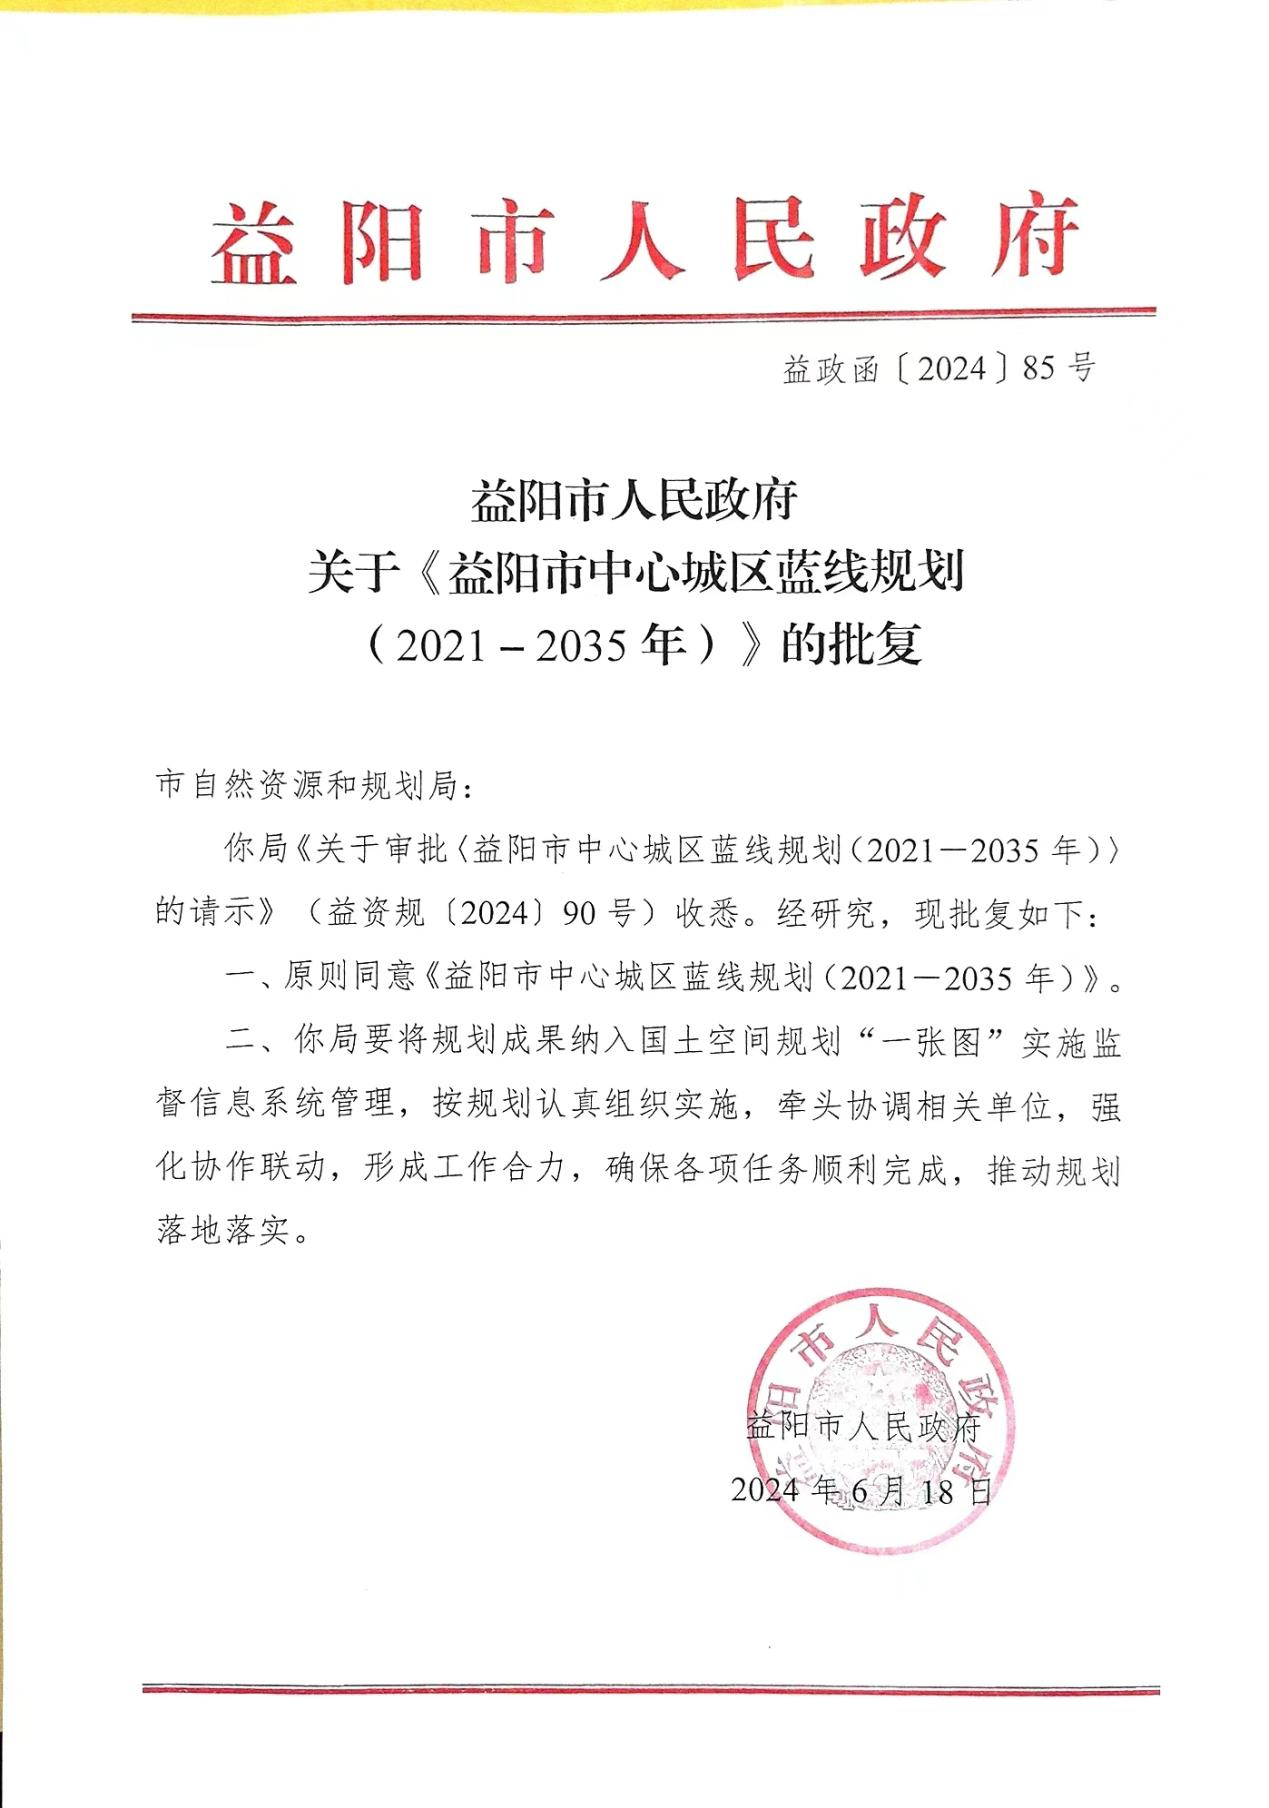 益阳市人民政府
益政函〔2024〕85号
益阳市人民政府
关于《益阳市中心城区蓝线规划
（2021－2035年）》的批复
市自然资源和规划局：
你局《关于审批〈益阳市中心城区蓝线规划（2021－2035年）〉
的请示》（益资规〔2024〕90号）收悉。经研究，现批复如下：
一、原则同意《益阳市中心城区蓝线规划（2021－2035年）》。
二、你局要将规划成果纳入国土空间规划“一张图”实施监
督信息系统管理，按规划认真组织实施，牵头协调相关单位，强
化协作联动，形成工作合力，确保各项任务顺利完成，推动规划
落地落实。
益阳市人民政府
益阳市人民政府
2024年6月18日